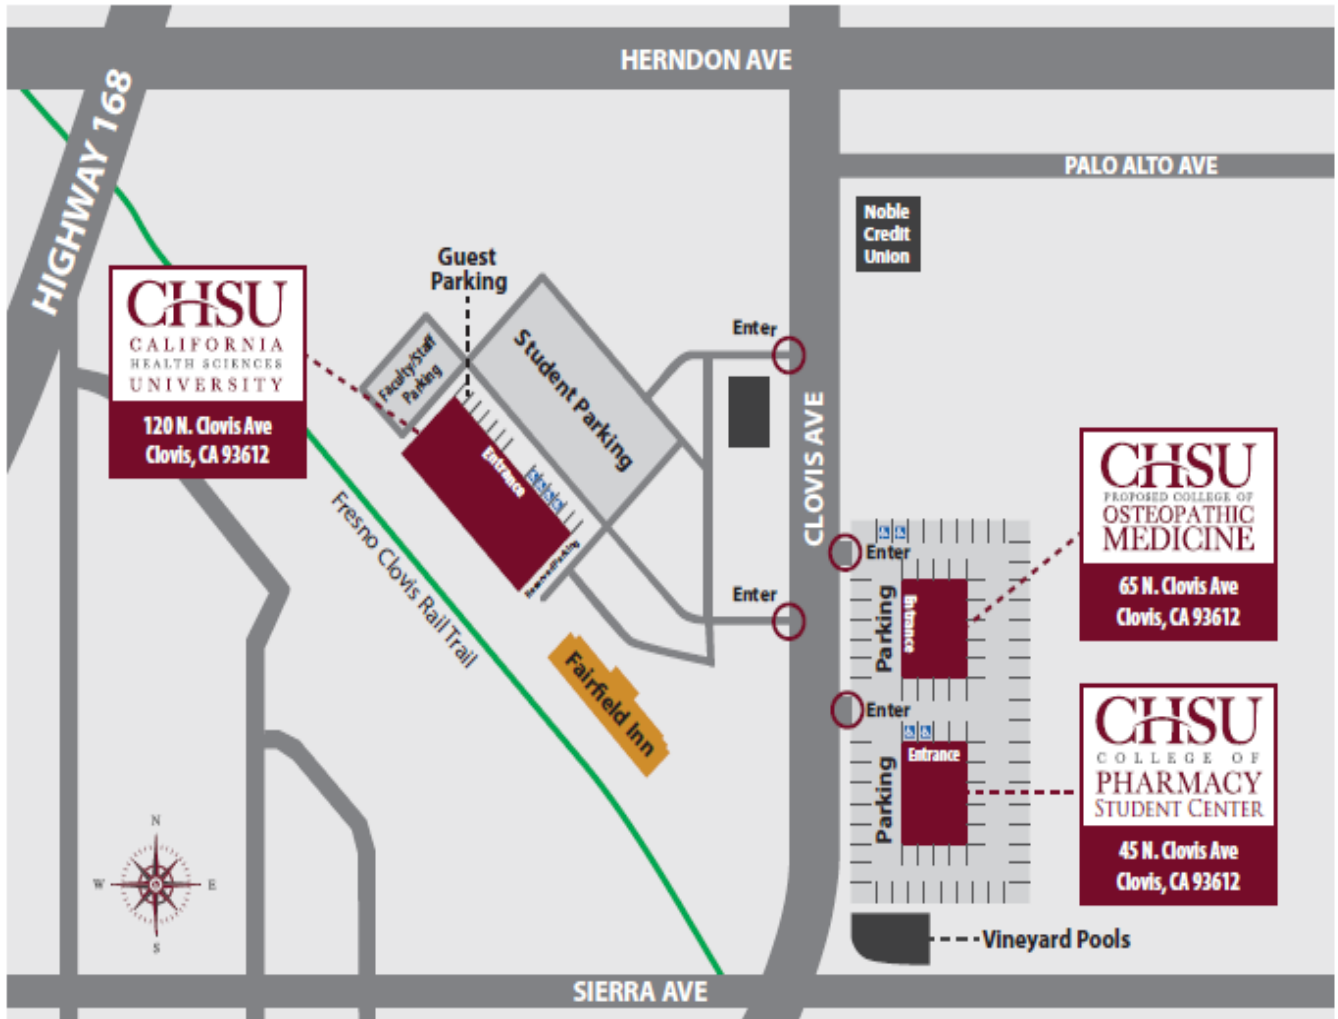 HERNDON AVE
HIGHWAY 168
PALO ALTO AVE
Noble
Credit
Union
Guest
Parking
CHSU
CALIFORNIA
HEALTH SCIENCES
UNIVERSITY
120 N. Clovis Ave
Clovis, CA 93612
Faculty/Staff
Parking
Student Parking
Entrance
Reserved Parking
Enter
CLOVIS AVE
Enter
Fresno Clovis Rail Trail
Fairfield Inn
Enter
Parking
Entrance
CHSU
PROPOSED COLLEGE OF
OSTEOPATHIC
MEDICINE
65 N. Clovis Ave
Clovis, CA 93612
Enter
Parking
Entrance
CHSU
COLLEGE OF
PHARMACY
STUDENT CENTER
45 N. Clovis Ave
Clovis, CA 93612
N
W
E
S
Vineyard Pools
SIERRA AVE